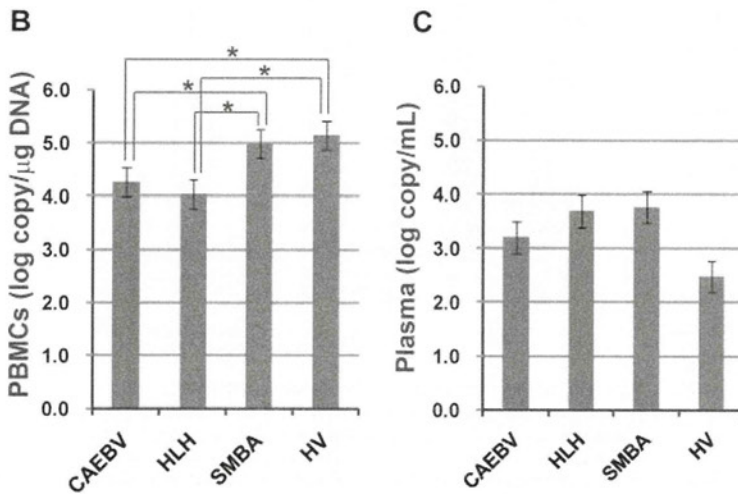 B
PBMCs (log copy/μg DNA)
6.0
5.0
4.0
3.0
2.0
1.0
0.0
*
*
*
*
CAEBV
HLH
SMBA
HV
C
Plasma (log copy/mL)
6.0
5.0
4.0
3.0
2.0
1.0
0.0
CAEBV
HLH
SMBA
HV